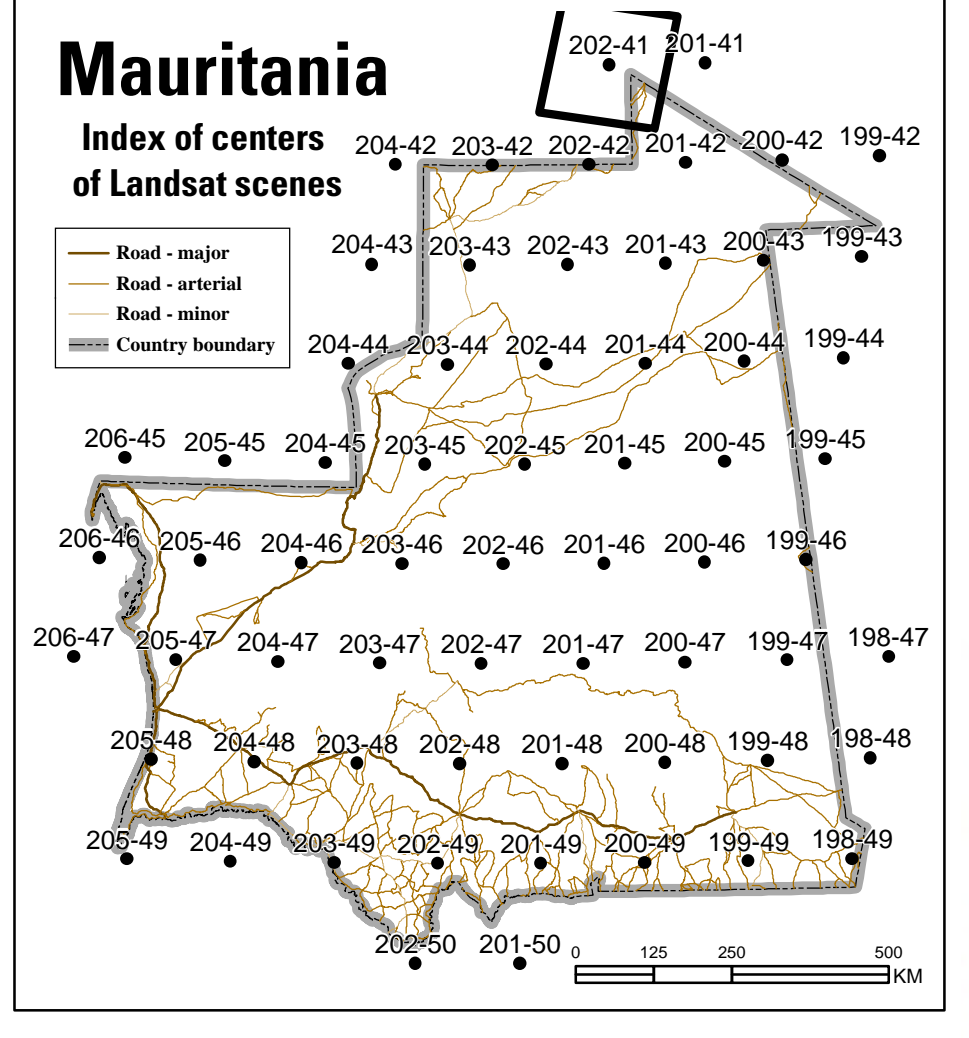 Mauritania
Index of centers
of Landsat scenes
202-41 201-41
204-42 203-42 202-42 201-42 200-42 199-42
Road - major
Road - arterial
Road - minor
Country boundary
204-43 203-43 202-43 201-43 200-43 199-43
204-44 203-44 202-44 201-44 200-44 199-44
206-45 205-45 204-45 203-45 202-45 201-45 200-45 199-45
206-46 205-46 204-46 203-46 202-46 201-46 200-46 199-46
206-47 205-47 204-47 203-47 202-47 201-47 200-47 199-47 198-47
205-48 204-48 203-48 202-48 201-48 200-48 199-48 198-48
205-49 204-49 203-49 202-49 201-49 200-49 199-49 198-49
202-50 201-50
0 125 250 500
KM